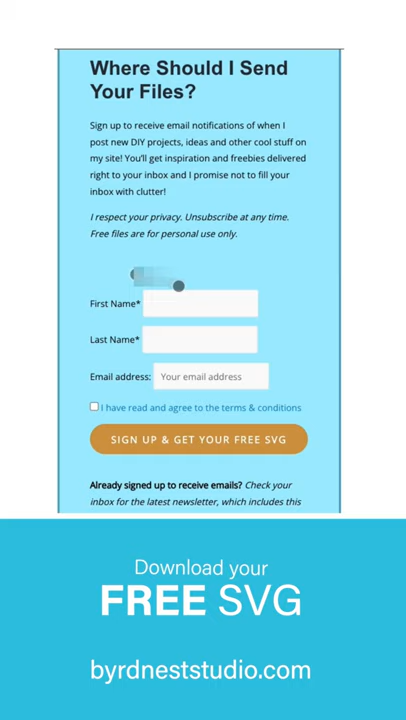 Where Should I Send
Your Files?
Sign up to receive email notifications of when I
post new DIY projects, ideas and other cool stuff on
my site! You'll get inspiration and freebies delivered
right to your inbox and I promise not to fill your
inbox with clutter!
I respect your privacy. Unsubscribe at any time.
Free files are for personal use only.
First Name*
Last Name*
Email address: Your email address
I have read and agree to the terms & conditions
SIGN UP & GET YOUR FREE SVG
Already signed up to receive emails? Check your
inbox for the latest newsletter, which includes this
Download your
FREE SVG
byrdneststudio.com